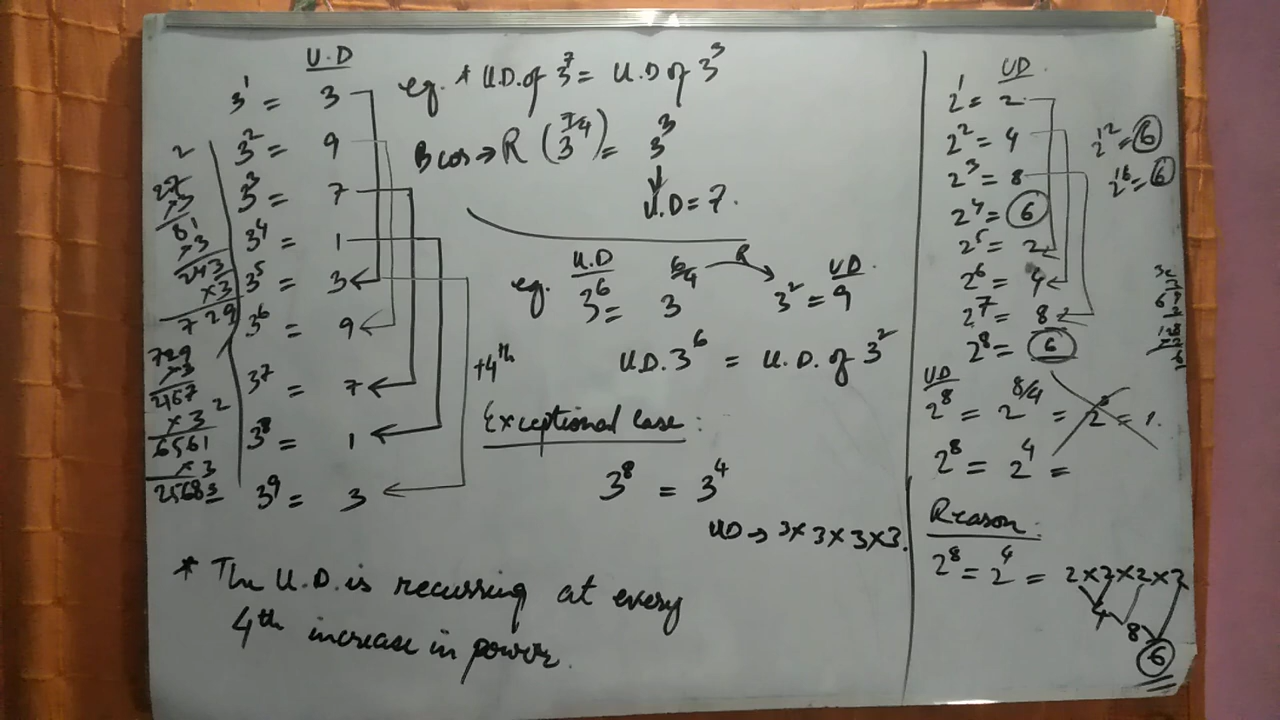 U.D
3¹ = 3
3² = 9
3³ = 7
3⁴ = 1
3⁵ = 3
3⁶ = 9
3⁷ = 7
3⁸ = 1
3⁹ = 3
2
27
×3
81
×3
243
×3
729
729
×3
2187
×3
6561
×3
+4th
* The U.D. is recurring at every
4th increase in power.
eg. * U.D. of 3⁷ = U.D of 3³
Bcos → R (3^7/4) = 3³
U.D = 7.
eg. U.D
3⁶ = 3^6/4 R 3² = 9
UD.
U.D. 3⁶ = U.D. of 3²
Exceptional Case :
3⁸ = 3⁴
UD → 3×3×3×3.
UD.
2¹ = 2
2² = 4
2³ = 8
2⁴ = 6
2⁵ = 2
2⁶ = 4
2⁷ = 8
2⁸ = 6
2¹² = 6
2¹⁶ = 6
UD
2⁸ = 2^8/4 = 2⁰ = 1.
2⁸ = 2⁴ =
Reason :
2⁸ = 2⁴ = 2×2×2×2
4
8
6